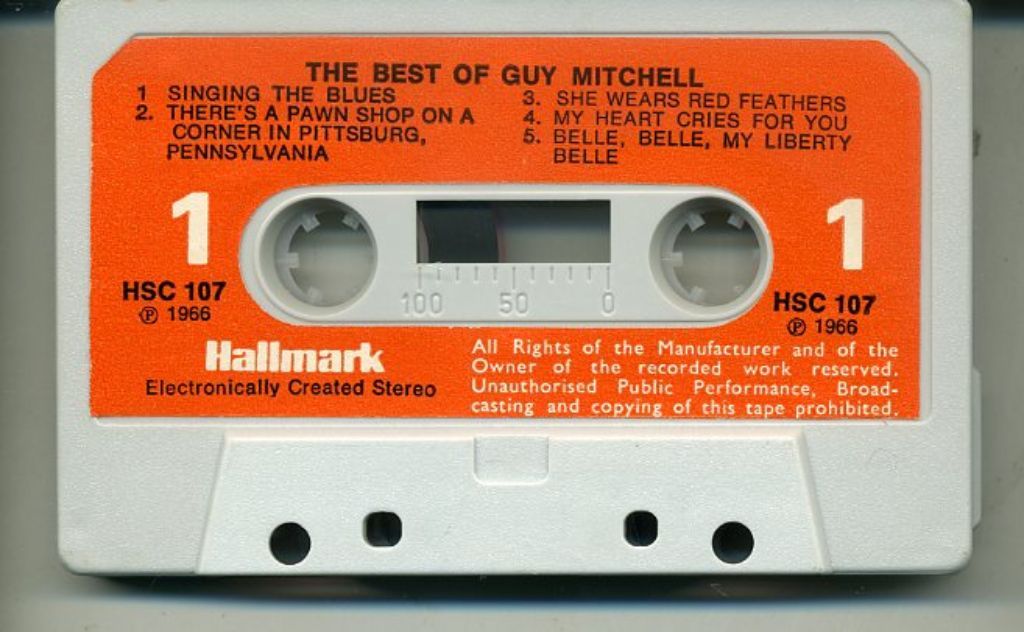 THE BEST OF GUY MITCHELL
1 SINGING THE BLUES
2. THERE'S A PAWN SHOP ON A
CORNER IN PITTSBURG,
PENNSYLVANIA
3. SHE WEARS RED FEATHERS
4. MY HEART CRIES FOR YOU
5. BELLE, BELLE, MY LIBERTY
BELLE
1
1
HSC 107
℗ 1966
100 50 0
HSC 107
℗ 1966
Hallmark
Electronically Created Stereo
All Rights of the Manufacturer and of the
Owner of the recorded work reserved.
Unauthorised Public Performance, Broad-
casting and copying of this tape prohibited.